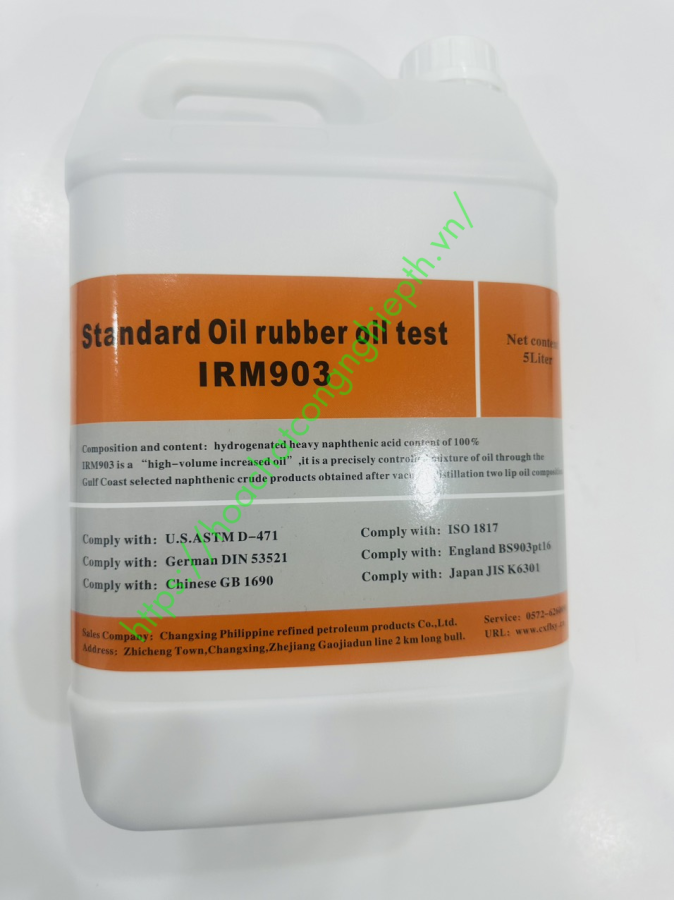 Standard Oil rubber oil test
IRM903
Net
5Liter
Composition and content: hydrogenated heavy naphthenic acid content of 100%
IRM903 is a “high-volume increased oil”,it is a precisely controlled mixture of oil through the
Gulf Coast selected naphthenic crude products obtained after vacuum distillation two lip oil
Comply with: U.S.ASTM D-471
Comply with: German DIN 53521
Comply with: Chinese GB 1690
Comply with: ISO 1817
Comply with: England BS903pt16
Comply with: Japan JIS K6301
Sales Company: Changxing Philippine refined petroleum products Co.,Ltd.
Address: Zhicheng Town,Changxing,Zhejiang Gaojiadun line 2 km long bull.
Service:
URL:
https://hoachatcongnghiepth.vn/